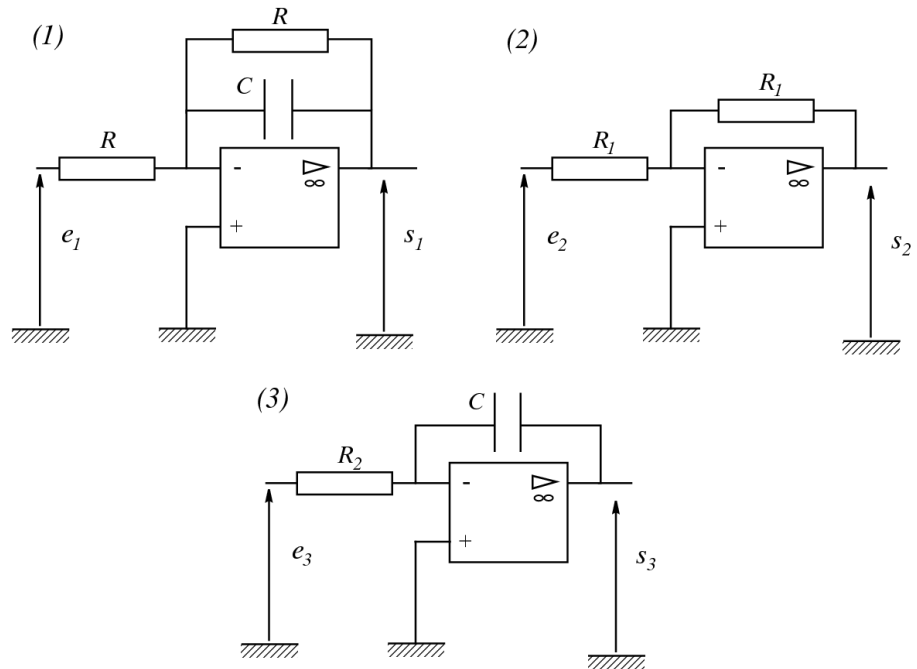 (1)
R
C
R
-
∞
+
e1
s1
(2)
R1
R1
-
∞
+
e2
s2
(3)
C
R2
-
∞
+
e3
s3